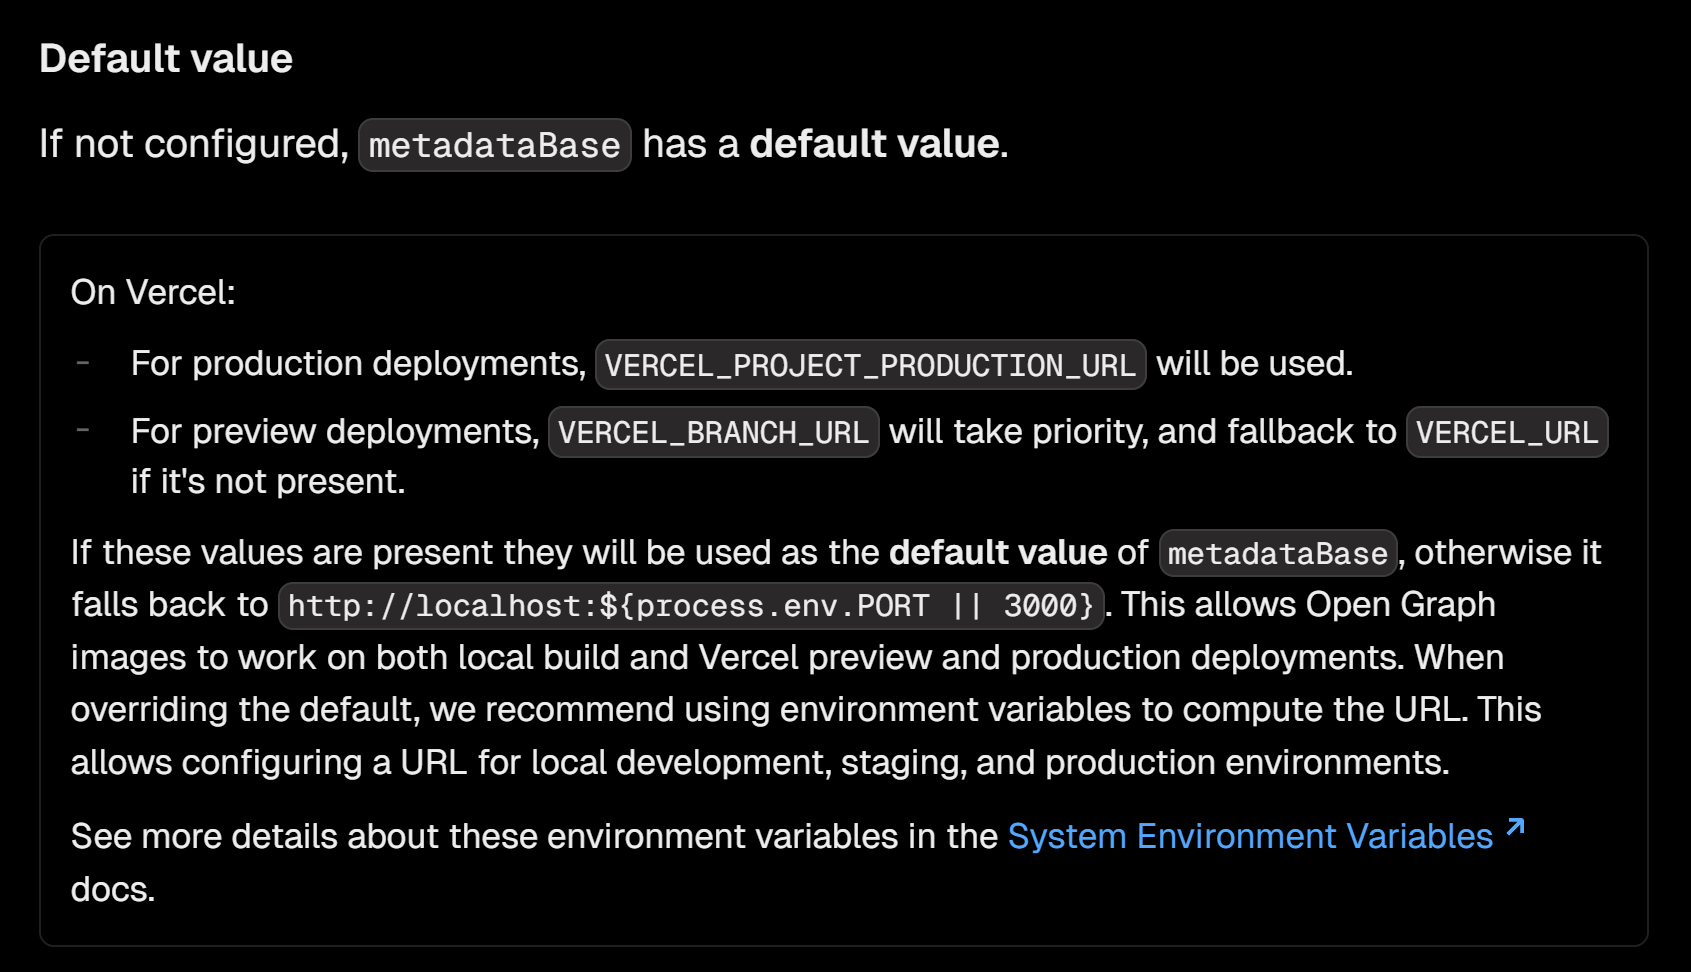 Default value
If not configured, metadataBase has a default value.
On Vercel:
- For production deployments, VERCEL_PROJECT_PRODUCTION_URL will be used.
- For preview deployments, VERCEL_BRANCH_URL will take priority, and fallback to VERCEL_URL
if it's not present.
If these values are present they will be used as the default value of metadataBase, otherwise it
falls back to http://localhost:${process.env.PORT || 3000}. This allows Open Graph
images to work on both local build and Vercel preview and production deployments. When
overriding the default, we recommend using environment variables to compute the URL. This
allows configuring a URL for local development, staging, and production environments.
See more details about these environment variables in the System Environment Variables ↗
docs.